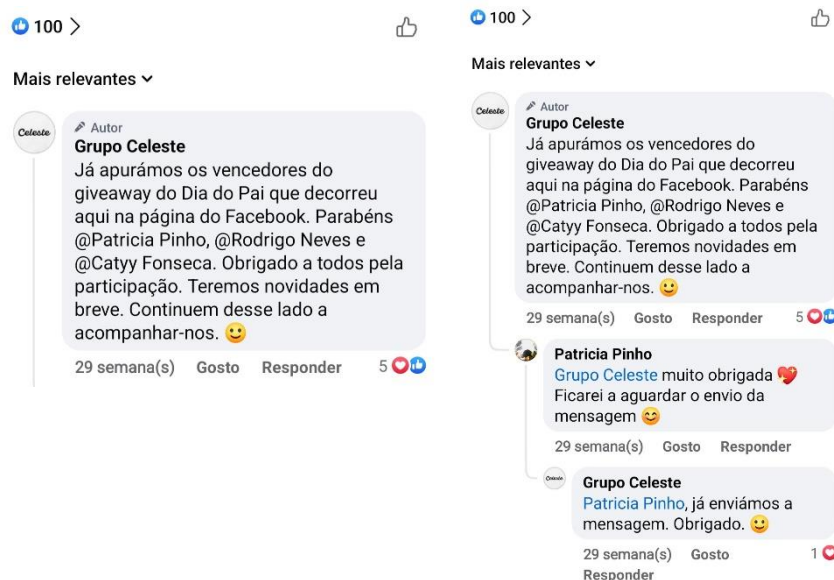 100 >
Mais relevantes
Celeste
Autor
Grupo Celeste
Já apurámos os vencedores do
giveaway do Dia do Pai que decorreu
aqui na página do Facebook. Parabéns
@Patricia Pinho, @Rodrigo Neves e
@Catyy Fonseca. Obrigado a todos pela
participação. Teremos novidades em
breve. Continuem desse lado a
acompanhar-nos. 🙂
29 semana(s) Gosto Responder 5
100 >
Mais relevantes
Celeste
Autor
Grupo Celeste
Já apurámos os vencedores do
giveaway do Dia do Pai que decorreu
aqui na página do Facebook. Parabéns
@Patricia Pinho, @Rodrigo Neves e
@Catyy Fonseca. Obrigado a todos pela
participação. Teremos novidades em
breve. Continuem desse lado a
acompanhar-nos. 🙂
29 semana(s) Gosto Responder 5
Patricia Pinho
Grupo Celeste muito obrigada 💖
Ficarei a aguardar o envio da
mensagem 😊
29 semana(s) Gosto Responder
Celeste
Grupo Celeste
Patricia Pinho, já enviámos a
mensagem. Obrigado. 🙂
29 semana(s) Gosto 1
Responder